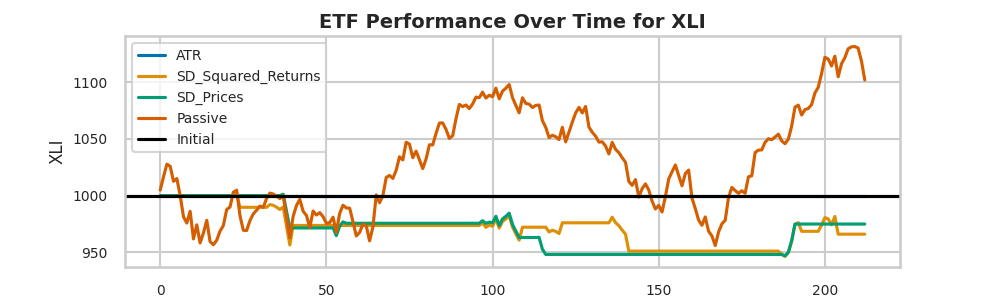 ETF Performance Over Time for XLI
ATR
SD_Squared_Returns
SD_Prices
Passive
Initial
XLI
1100
1050
1000
950
0 50 100 150 200